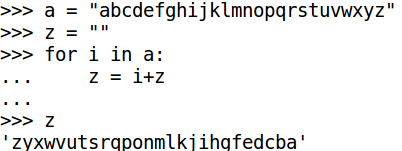 >>> a = "abcdefghijklmnopqrstuvwxyz"
>>> z = ""
>>> for i in a:
...     z = i+z
...
>>> z
'zyxwvutsrqponmlkjihgfedcba'